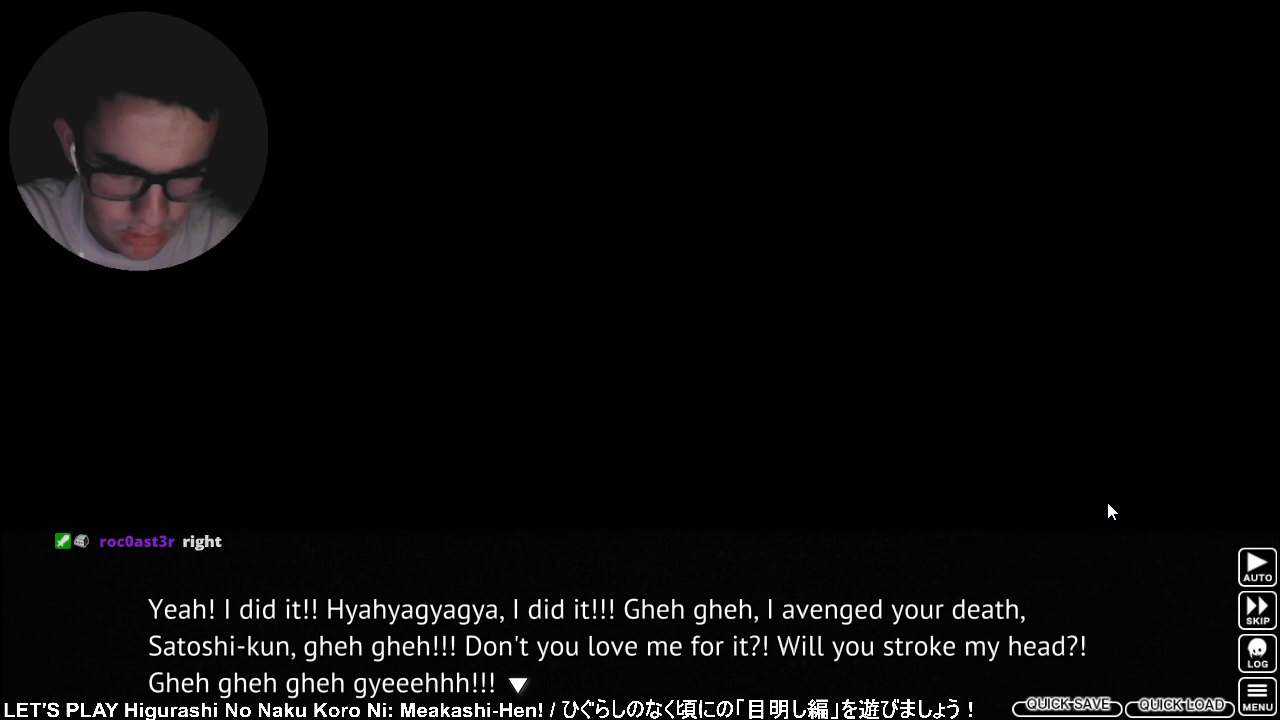 roc0ast3r right
Yeah! I did it!! Hyahyagyagya, I did it!!! Gheh gheh, I avenged your death,
Satoshi-kun, gheh gheh!!! Don't you love me for it?! Will you stroke my head?!
Gheh gheh gheh gyeeehhh!!!
AUTO
SKIP
LOG
MENU
QUICK SAVE
QUICK LOAD
LET'S PLAY Higurashi No Naku Koro Ni: Meakashi-Hen! / ひぐらしのなく頃にの「目明し編」を遊びましょう！